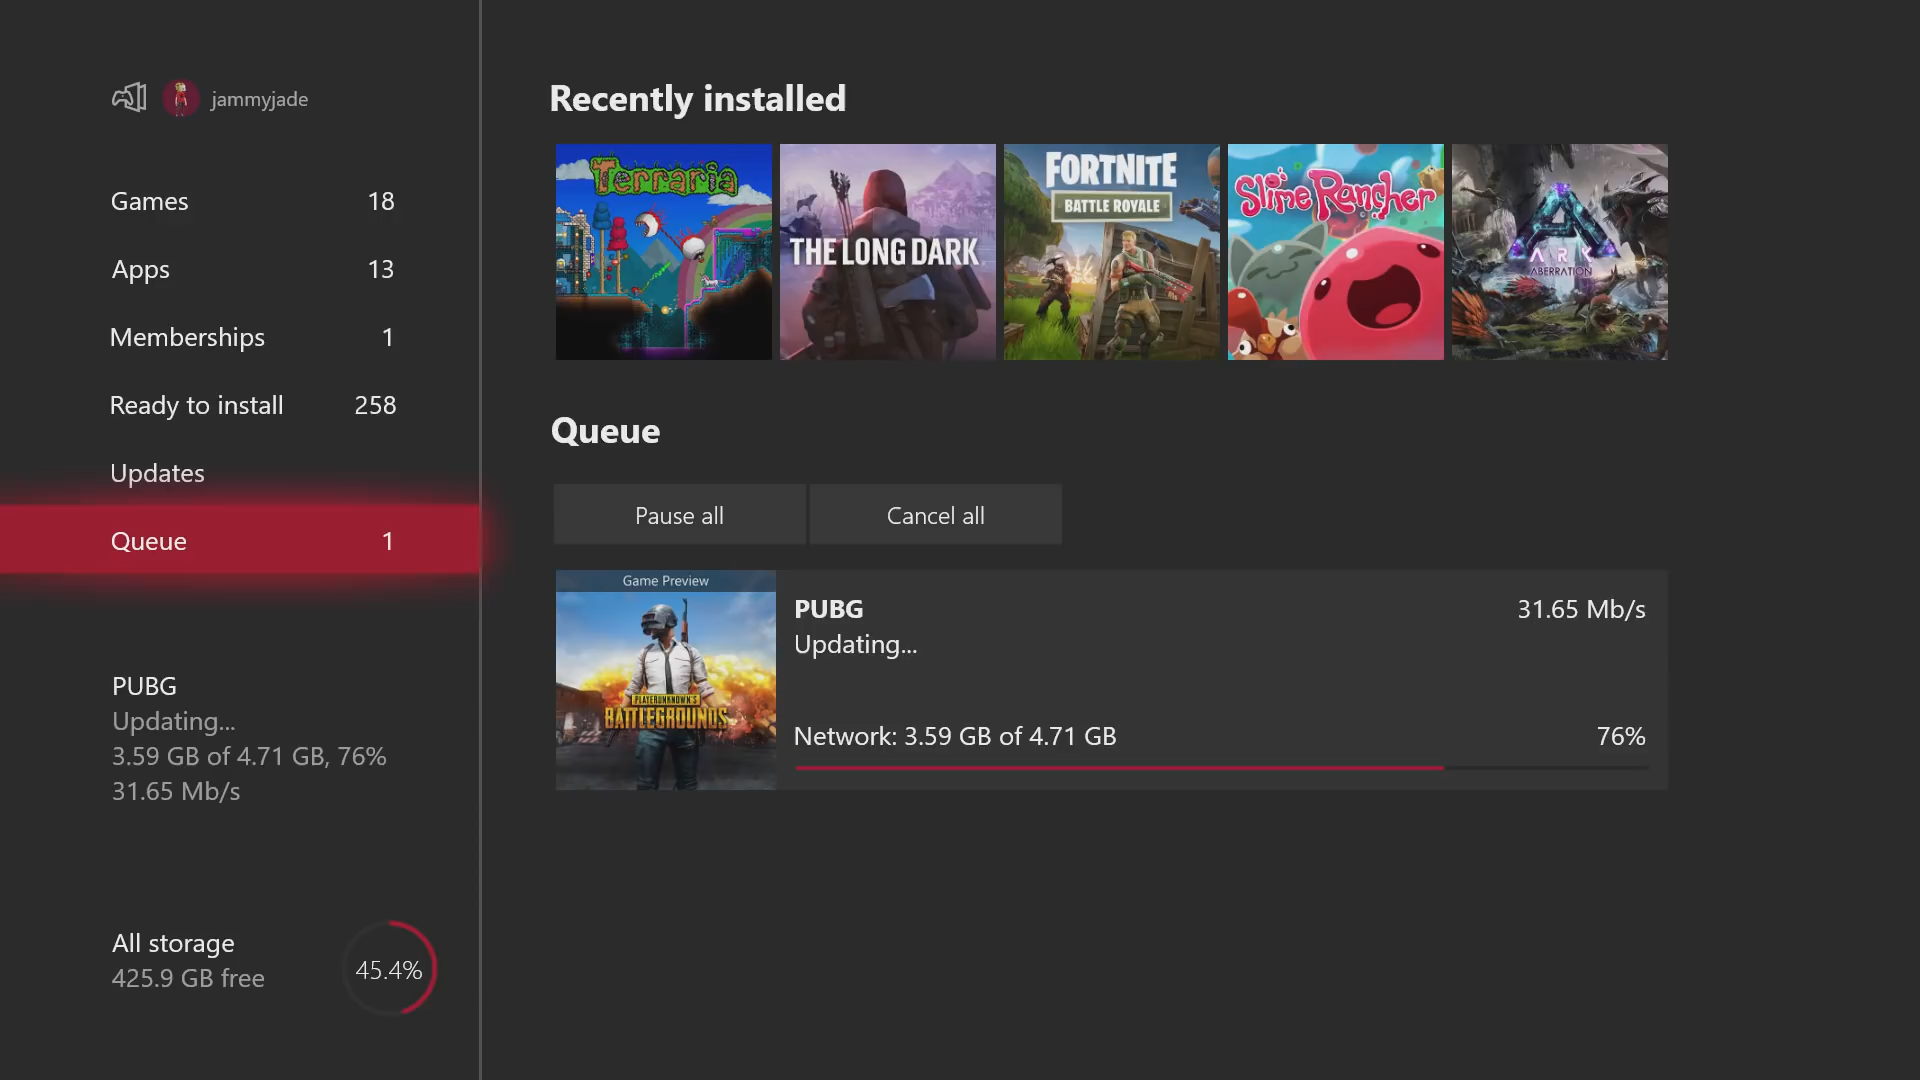 jammyjade
Games 18
Apps 13
Memberships 1
Ready to install 258
Updates
Queue 1
PUBG
Updating...
3.59 GB of 4.71 GB, 76%
31.65 Mb/s
All storage
425.9 GB free
45.4%
Recently installed
Terraria
THE LONG DARK
FORTNITE
BATTLE ROYALE
Slime Rancher
ARK
ABERRATION
Queue
Pause all
Cancel all
Game Preview
PLAYERUNKNOWN'S
BATTLEGROUNDS
PUBG 31.65 Mb/s
Updating...
Network: 3.59 GB of 4.71 GB 76%